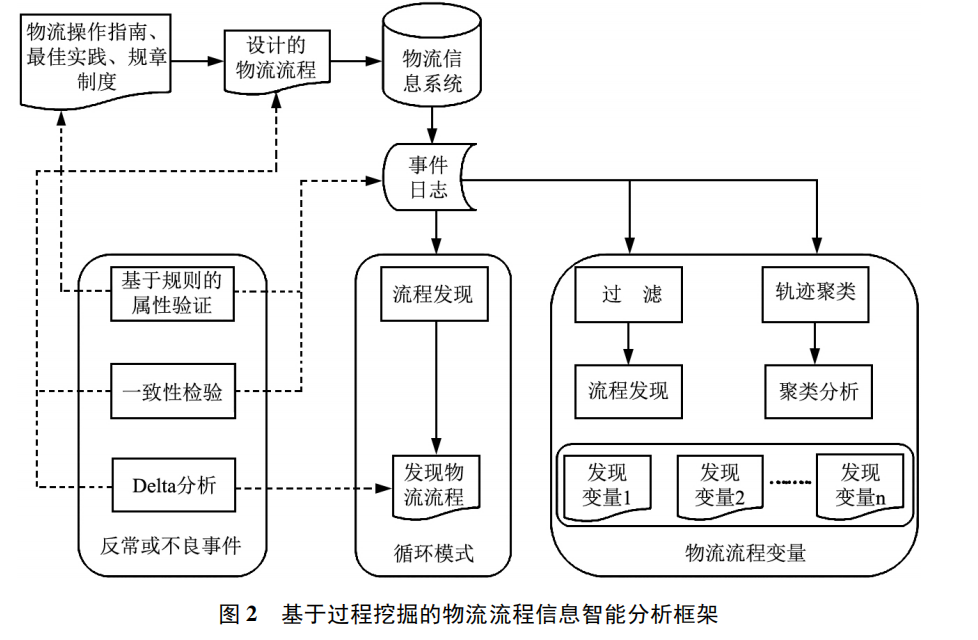 物流操作指南、
最佳实践、规章
制度
设计的
物流流程
物流信
息系统
事件
日志
基于规则的
属性验证
一致性检验
Delta分析
反常或不良事件
流程发现
发现物
流流程
循环模式
过 滤
轨迹聚类
流程发现
聚类分析
发现
变量1
发现
变量2
········
发现
变量n
物流流程变量
图 2 基于过程挖掘的物流流程信息智能分析框架